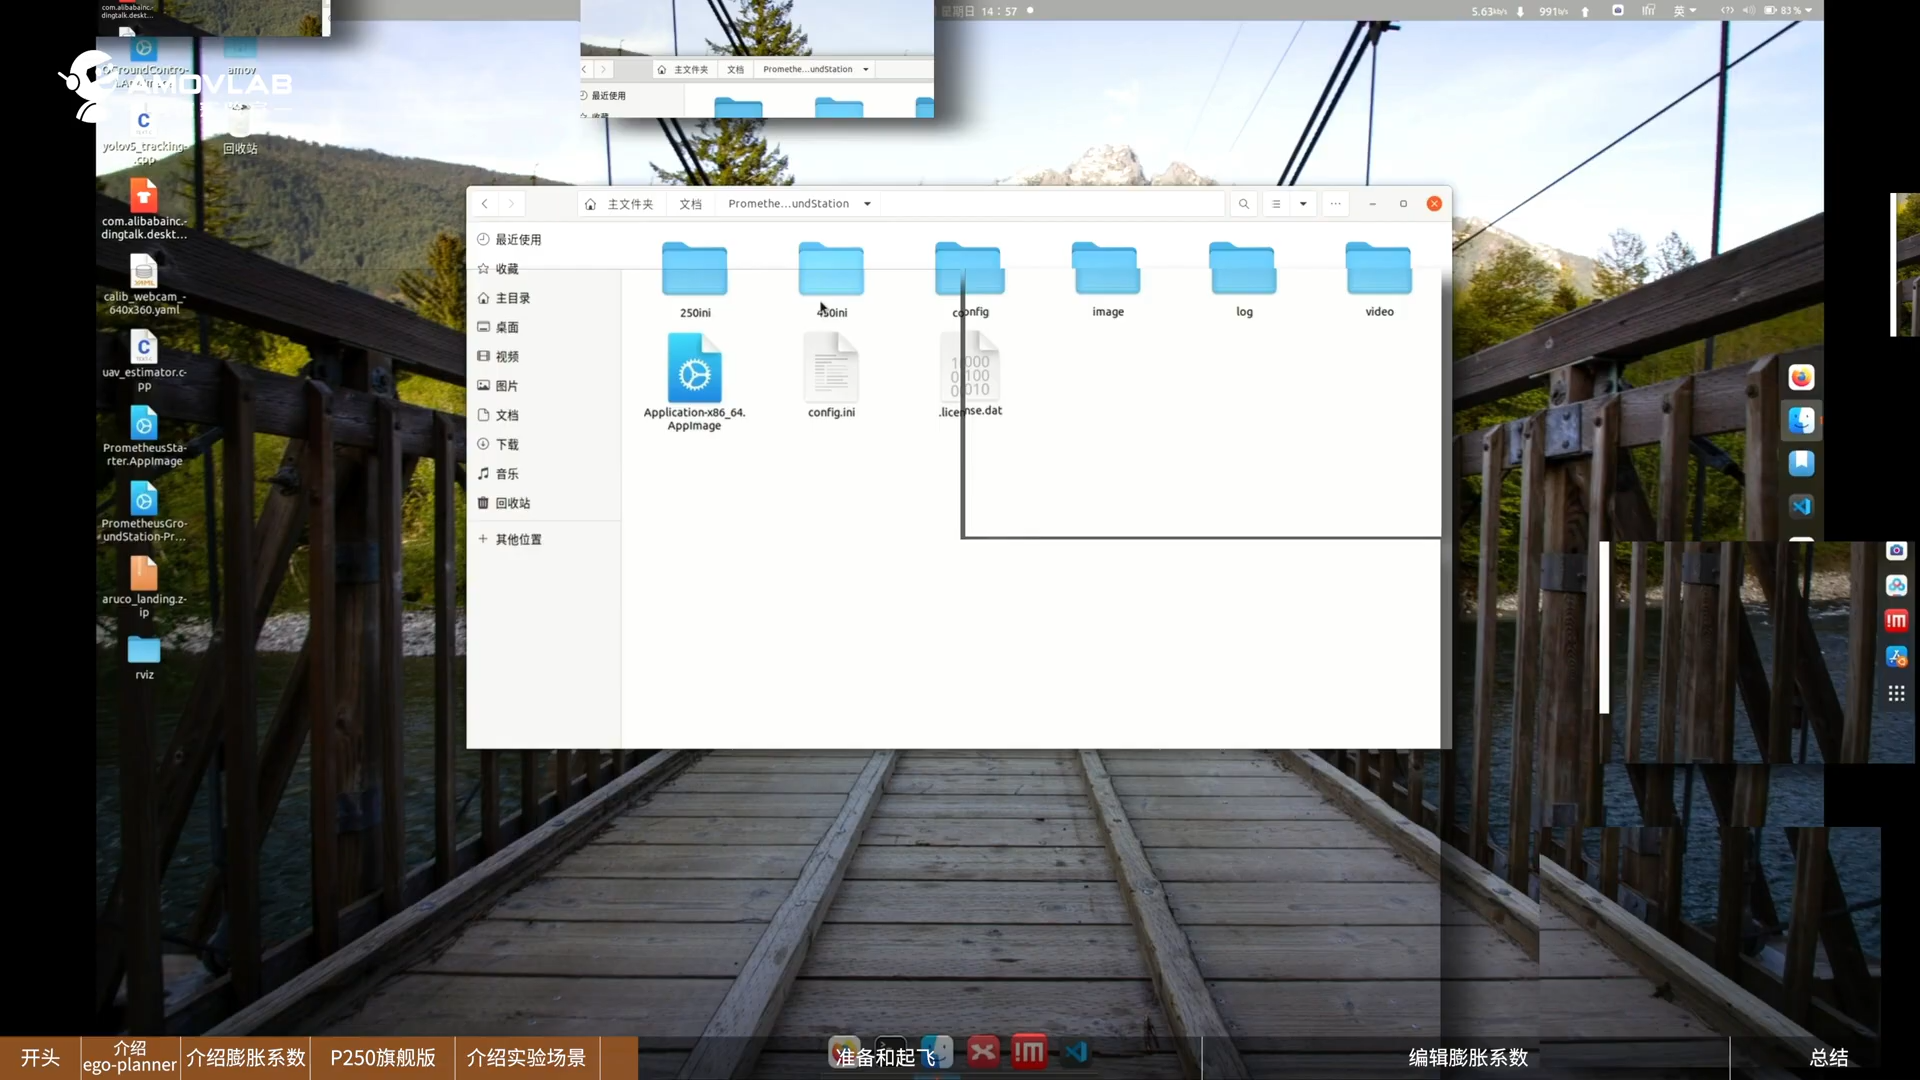 com.alibabainc.-
dingtalk.deskt...
星期日 14：57
5.63kb/s
991b/s
英
83 %
主文件夹
文档
Promethe...undStation
最近使用
amov
AMOVLAB
yolov5_tracking-
.cpp
回收站
com.alibabainc.-
dingtalk.deskt...
calib_webcam_-
640x360.yaml
uav_estimator.c-
pp
PrometheusSta-
rter.AppImage
PrometheusGro-
undStation-Pr...
aruco_landing.z-
ip
rviz
主文件夹
文档
Promethe...undStation
最近使用
收藏
主目录
桌面
视频
图片
文档
下载
音乐
回收站
其他位置
250ini
450ini
config
image
log
video
Application-x86_64.
AppImage
config.ini
.license.dat
开头
介绍
ego-planner
介绍膨胀系数
P250旗舰版
介绍实验场景
准备和起飞
编辑膨胀系数
总结